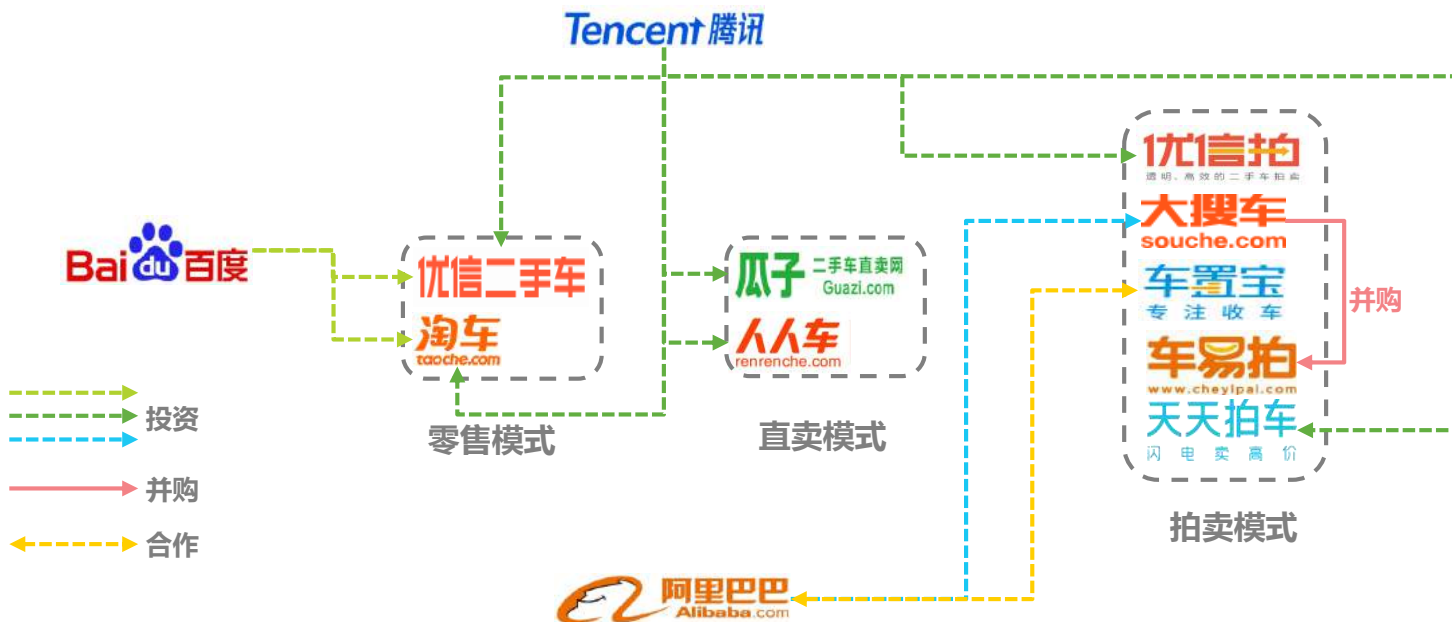 Tencent 腾讯
Bai du 百度
优信二手车
淘车
taoche.com
零售模式
瓜子 二手车直卖网
Guazi.com
人人车
renrenche.com
直卖模式
优信拍
透明、高效的二手车拍卖
大搜车
souche.com
车置宝
专注收车
车易拍
www.cheyipai.com
天天拍车
闪电卖高价
拍卖模式
并购
投资
并购
合作
阿里巴巴
Alibaba.com